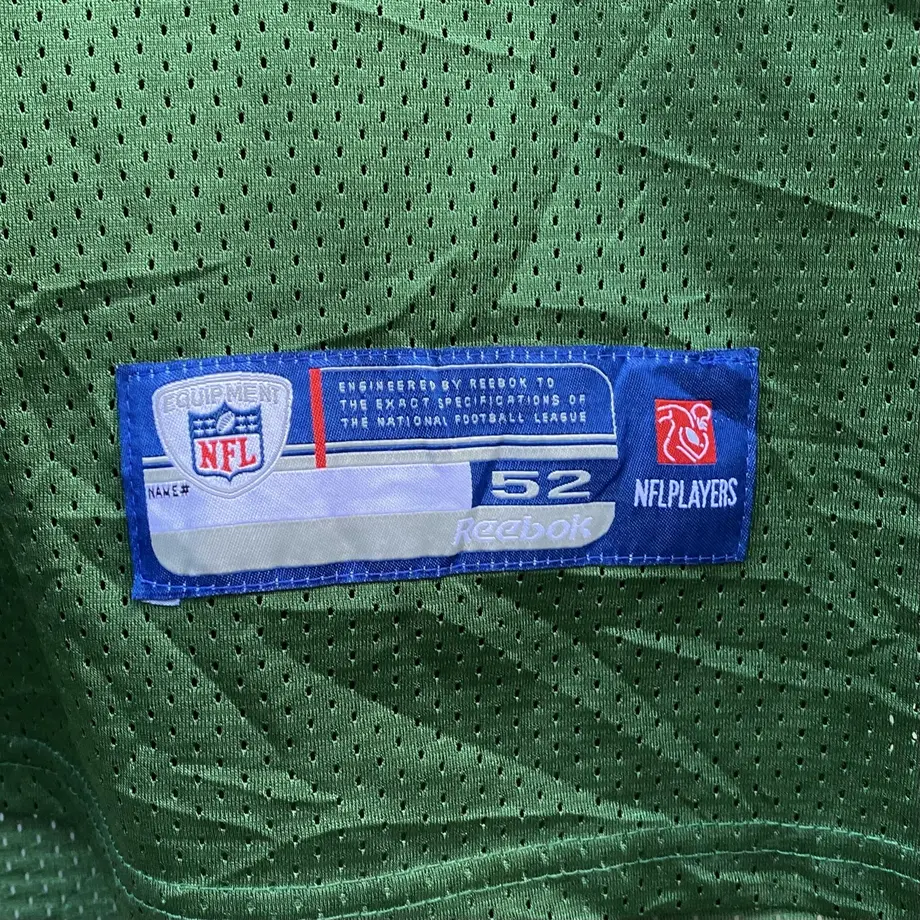 EQUIPMENT
NFL
ENGINEERED BY REEBOK TO
THE EXACT SPECIFICATIONS OF
THE NATIONAL FOOTBALL LEAGUE
NAME#
52
Reebok
NFLPLAYERS